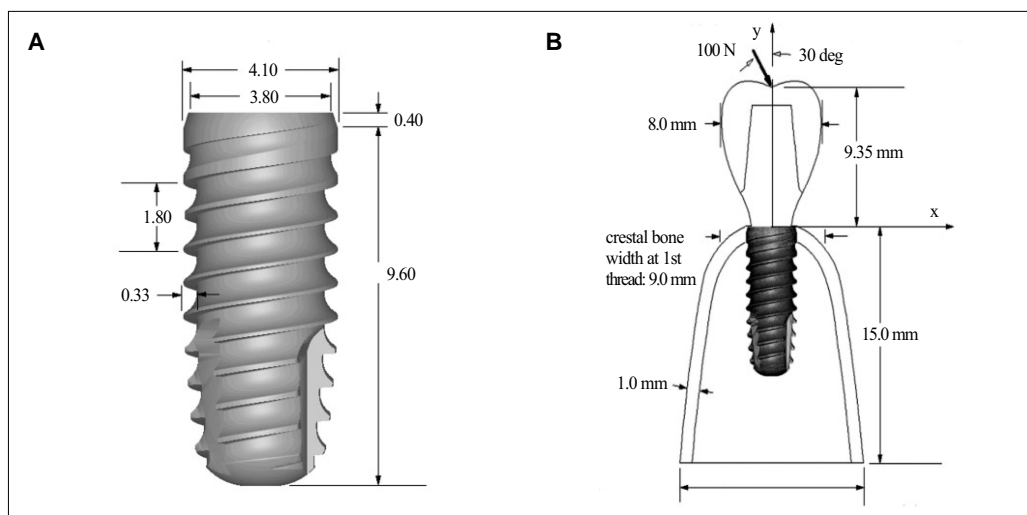 A
4.10
3.80
0.40
1.80
9.60
0.33
B
y
100 N
30 deg
8.0 mm
9.35 mm
x
crestal bone
width at 1st
thread: 9.0 mm
15.0 mm
1.0 mm